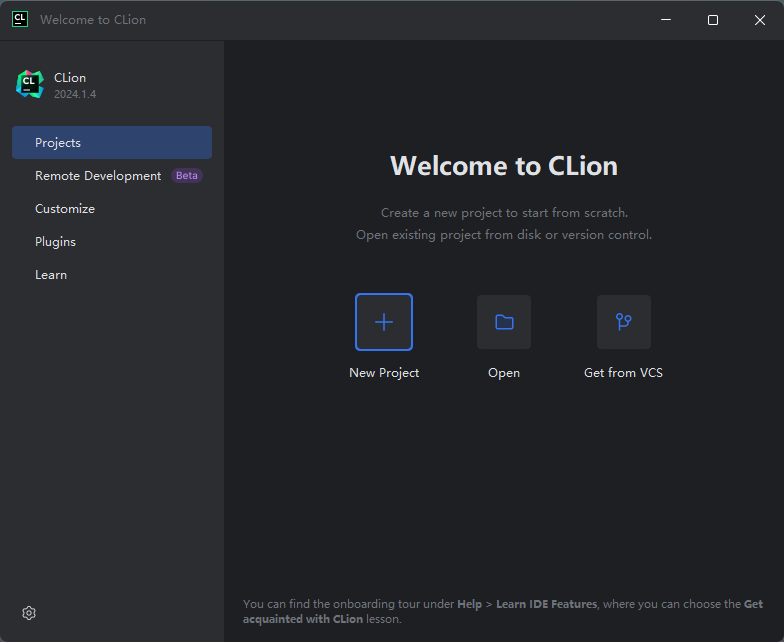 CL Welcome to CLion
CL CLion
2024.1.4
Projects
Remote Development Beta
Customize
Plugins
Learn
Welcome to CLion
Create a new project to start from scratch.
Open existing project from disk or version control.
New Project Open Get from VCS
You can find the onboarding tour under Help > Learn IDE Features, where you can choose the Get
acquainted with CLion lesson.